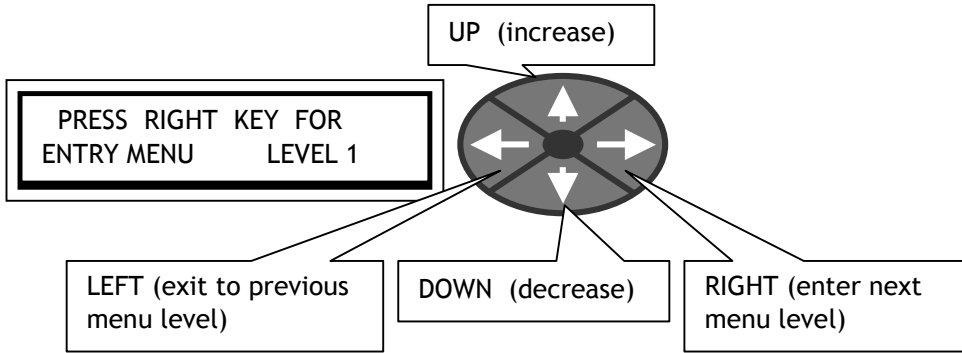 UP (increase)
PRESS RIGHT KEY FOR
ENTRY MENU LEVEL 1
LEFT (exit to previous
menu level)
DOWN (decrease)
RIGHT (enter next
menu level)